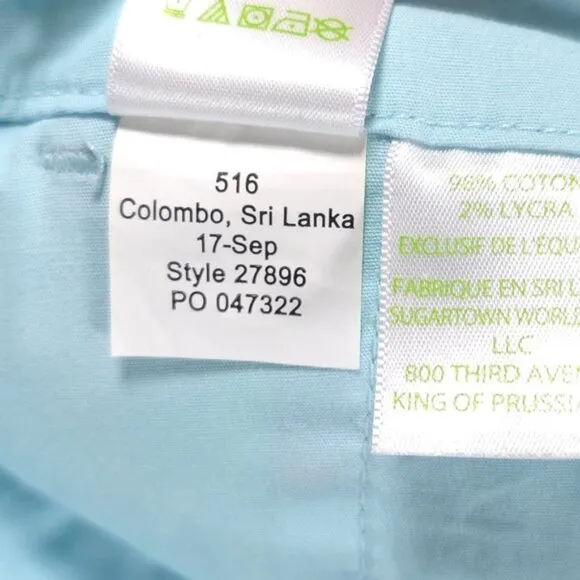 516
Colombo, Sri Lanka
17-Sep
Style 27896
PO 047322
% COTON
2% LYCRA
EXCLUSIF DE L'ÉQU
FABRIQUE EN SRI L
SUGARTOWN WORLD
LLC
800 THIRD AVEN
KING OF PRUSSIA